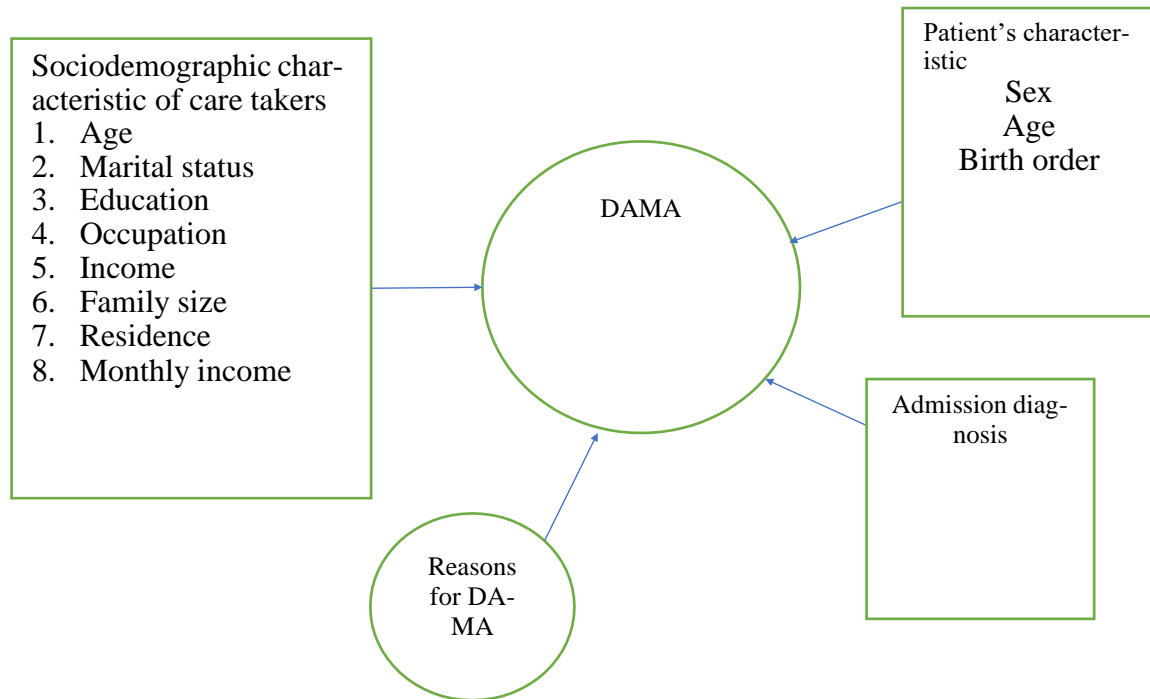 Sociodemographic char-
acteristic of care takers
1. Age
2. Marital status
3. Education
4. Occupation
5. Income
6. Family size
7. Residence
8. Monthly income
DAMA
Patient’s character-
istic
Sex
Age
Birth order
Admission diag-
nosis
Reasons
for DA-
MA